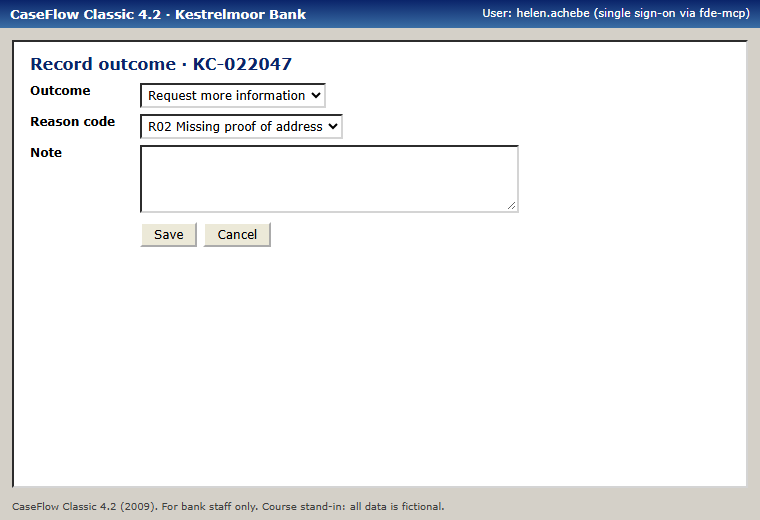 CaseFlow Classic 4.2 · Kestrelmoor Bank
User: helen.achebe (single sign-on via fde-mcp)
Record outcome · KC-022047
Outcome
Request more information
Reason code
R02 Missing proof of address
Note
Save
Cancel
CaseFlow Classic 4.2 (2009). For bank staff only. Course stand-in: all data is fictional.